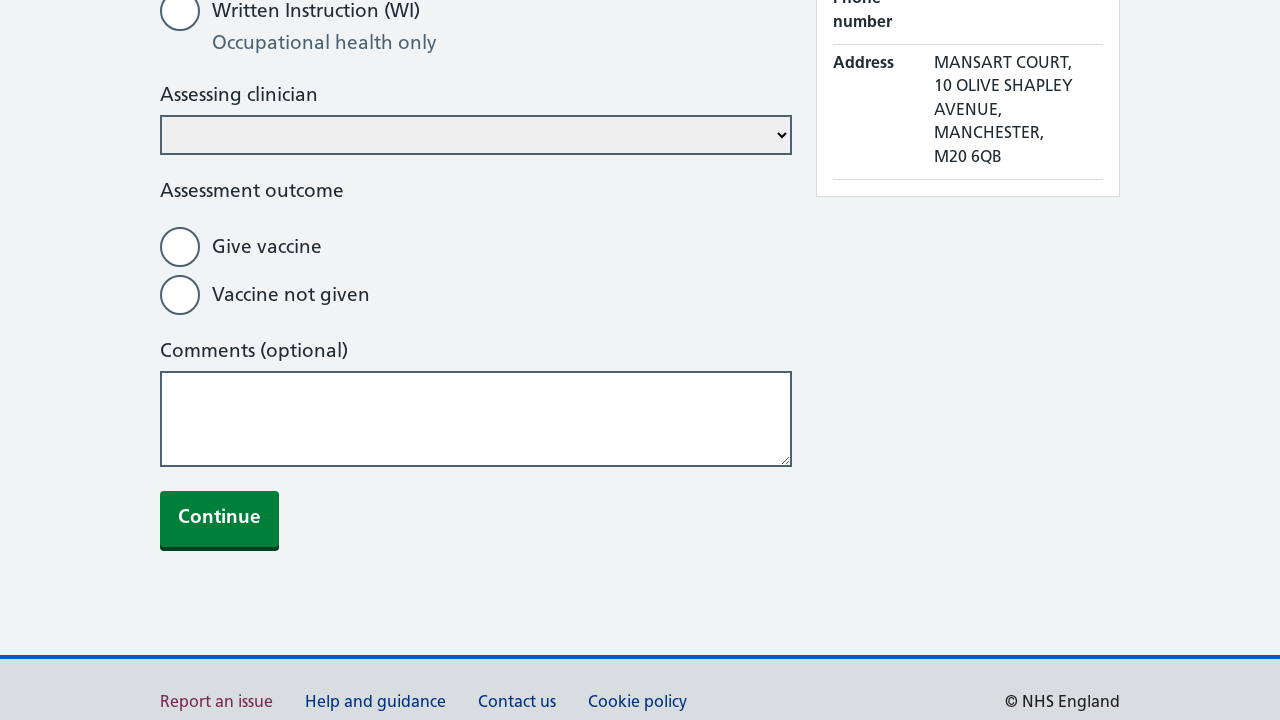 Written Instruction (WI)
Occupational health only
Assessing clinician
Assessment outcome
Give vaccine
Vaccine not given
Comments (optional)
Continue
Phone
number
Address
MANSART COURT,
10 OLIVE SHAPLEY
AVENUE,
MANCHESTER,
M20 6QB
Report an issue
Help and guidance
Contact us
Cookie policy
© NHS England